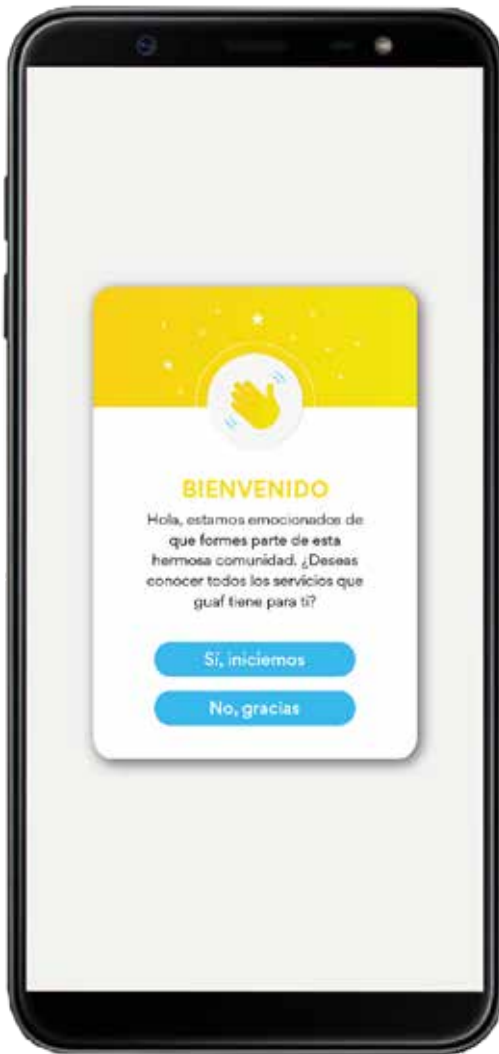 BIENVENIDO
Hola, estamos emocionados de
que formes parte de esta
hermosa comunidad. ¿Deseas
conocer todos los servicios que
guaf tiene para ti?
Sí, iniciemos
No, gracias